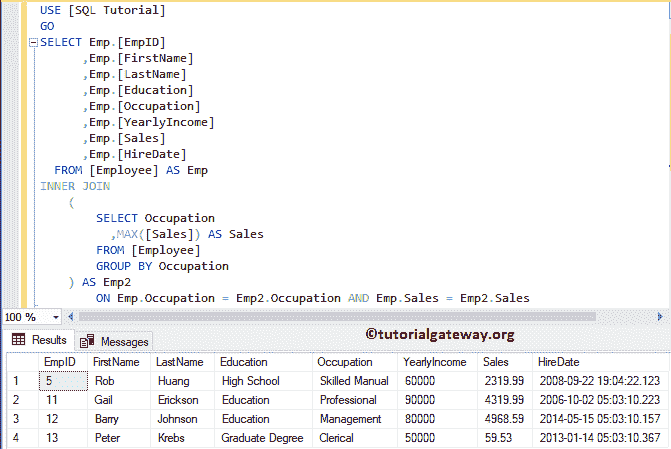 USE [SQL Tutorial]
GO
SELECT Emp.[EmpID]
,Emp.[FirstName]
,Emp.[LastName]
,Emp.[Education]
,Emp.[Occupation]
,Emp.[YearlyIncome]
,Emp.[Sales]
,Emp.[HireDate]
FROM [Employee] AS Emp
INNER JOIN
(
SELECT Occupation
,MAX([Sales]) AS Sales
FROM [Employee]
GROUP BY Occupation
) AS Emp2
ON Emp.Occupation = Emp2.Occupation AND Emp.Sales = Emp2.Sales
100 %
Results Messages ©tutorialgateway.org
EmpID FirstName LastName Education Occupation YearlyIncome Sales HireDate
1 5 Rob Huang High School Skilled Manual 60000 2319.99 2008-09-22 19:04:22.123
2 11 Gail Erickson Education Professional 90000 4319.99 2006-10-02 05:03:10.223
3 12 Barry Johnson Education Management 80000 4968.59 2014-05-15 05:03:10.157
4 13 Peter Krebs Graduate Degree Clerical 50000 59.53 2013-01-14 05:03:10.367